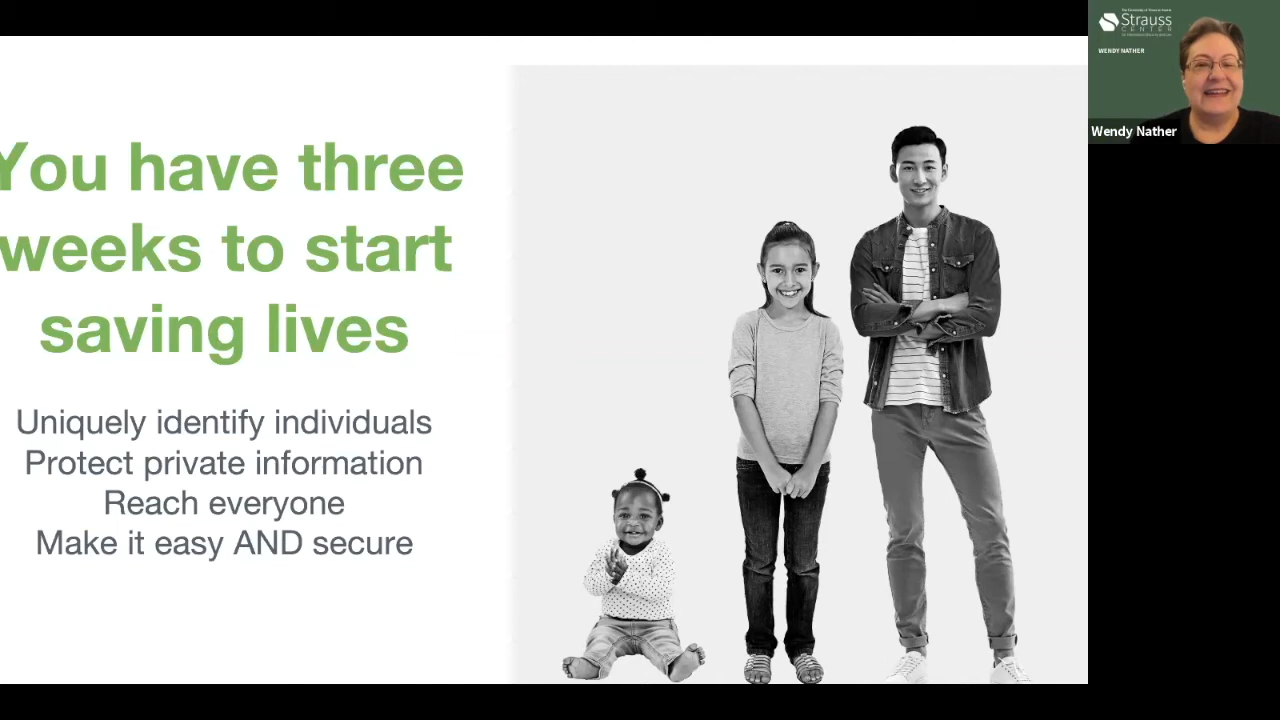 You have three
weeks to start
saving lives
Uniquely identify individuals
Protect private information
Reach everyone
Make it easy AND secure
Strauss
CENTER
WENDY NATHER
Wendy Nather